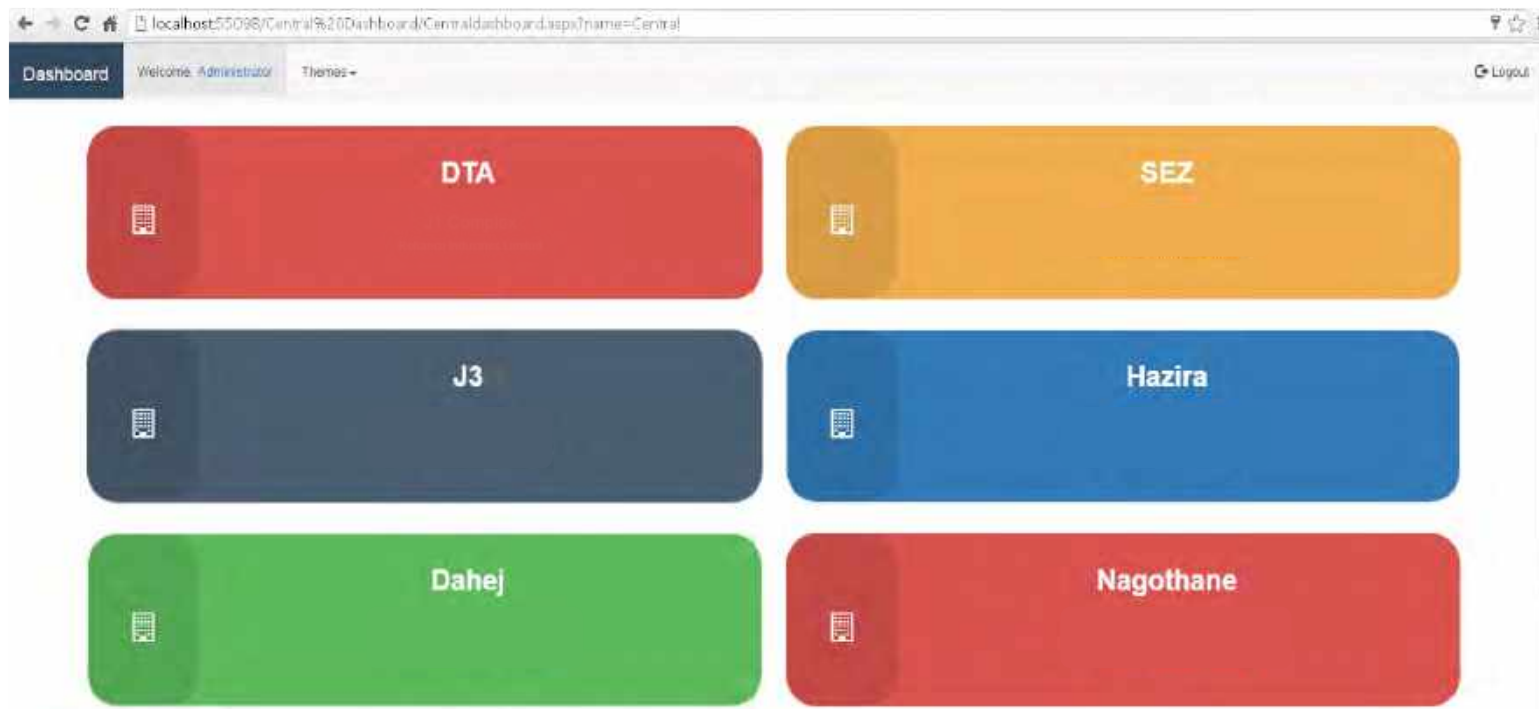 localhost:55098/Central%20Dashboard/Centraldashboard.aspx?name=Central
Dashboard Welcome, Administrator Themes Logout
DTA SEZ
J3 Hazira
Dahej Nagothane